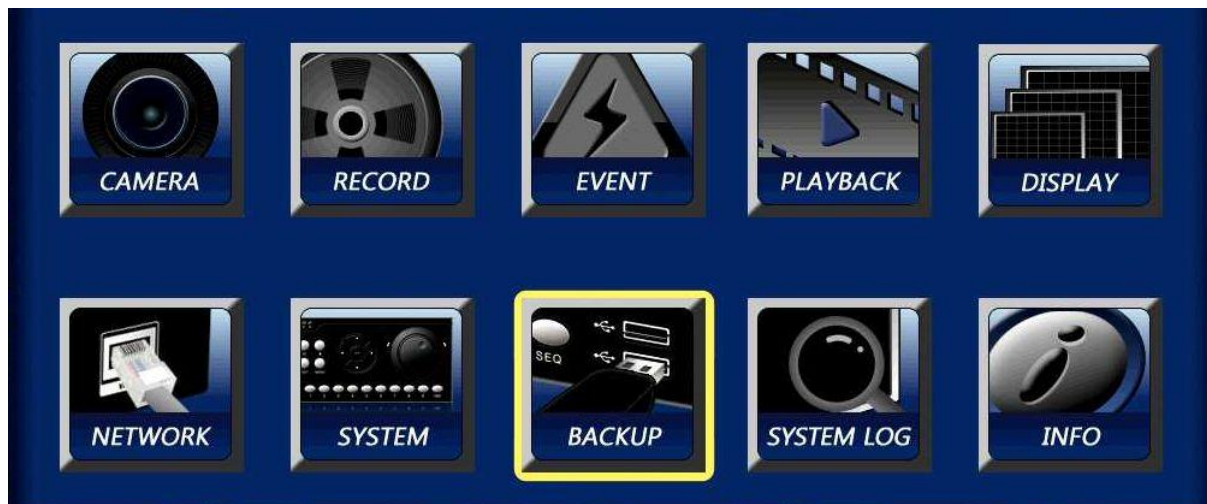 CAMERA
RECORD
EVENT
PLAYBACK
DISPLAY
SEQ
NETWORK
SYSTEM
BACKUP
SYSTEM LOG
INFO